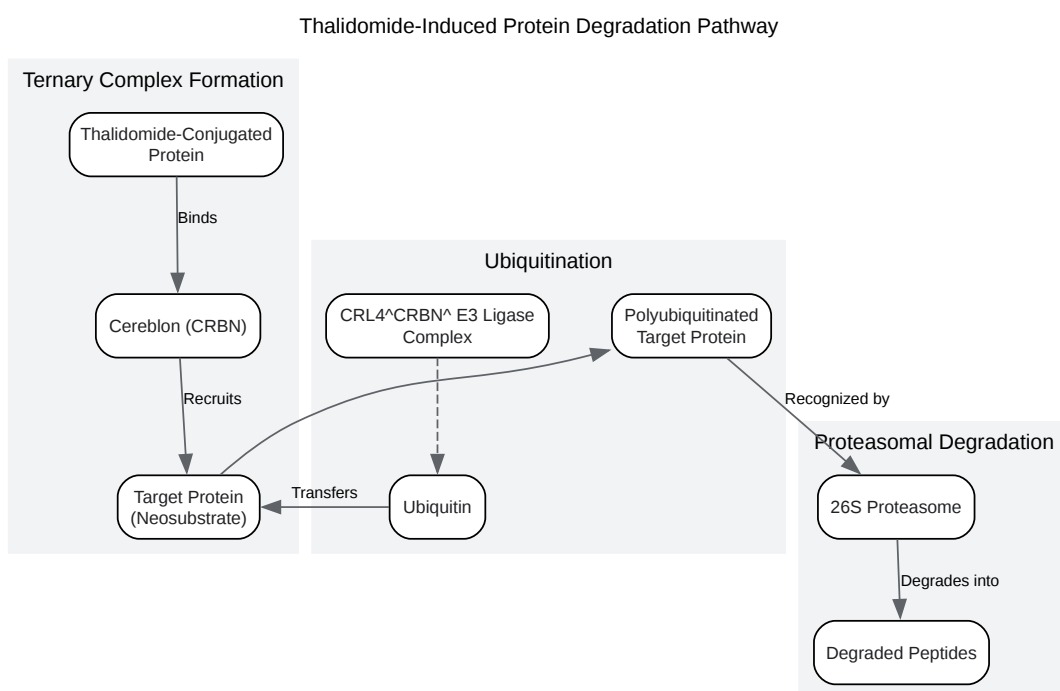 Thalidomide-Induced Protein Degradation Pathway
Ternary Complex Formation
Thalidomide-Conjugated
Protein
Binds
Cereblon (CRBN)
Recruits
Target Protein
(Neosubstrate)
Ubiquitination
CRL4^CRBN^ E3 Ligase
Complex
Polyubiquitinated
Target Protein
Transfers
Ubiquitin
Recognized by
Proteasomal Degradation
26S Proteasome
Degrades into
Degraded Peptides